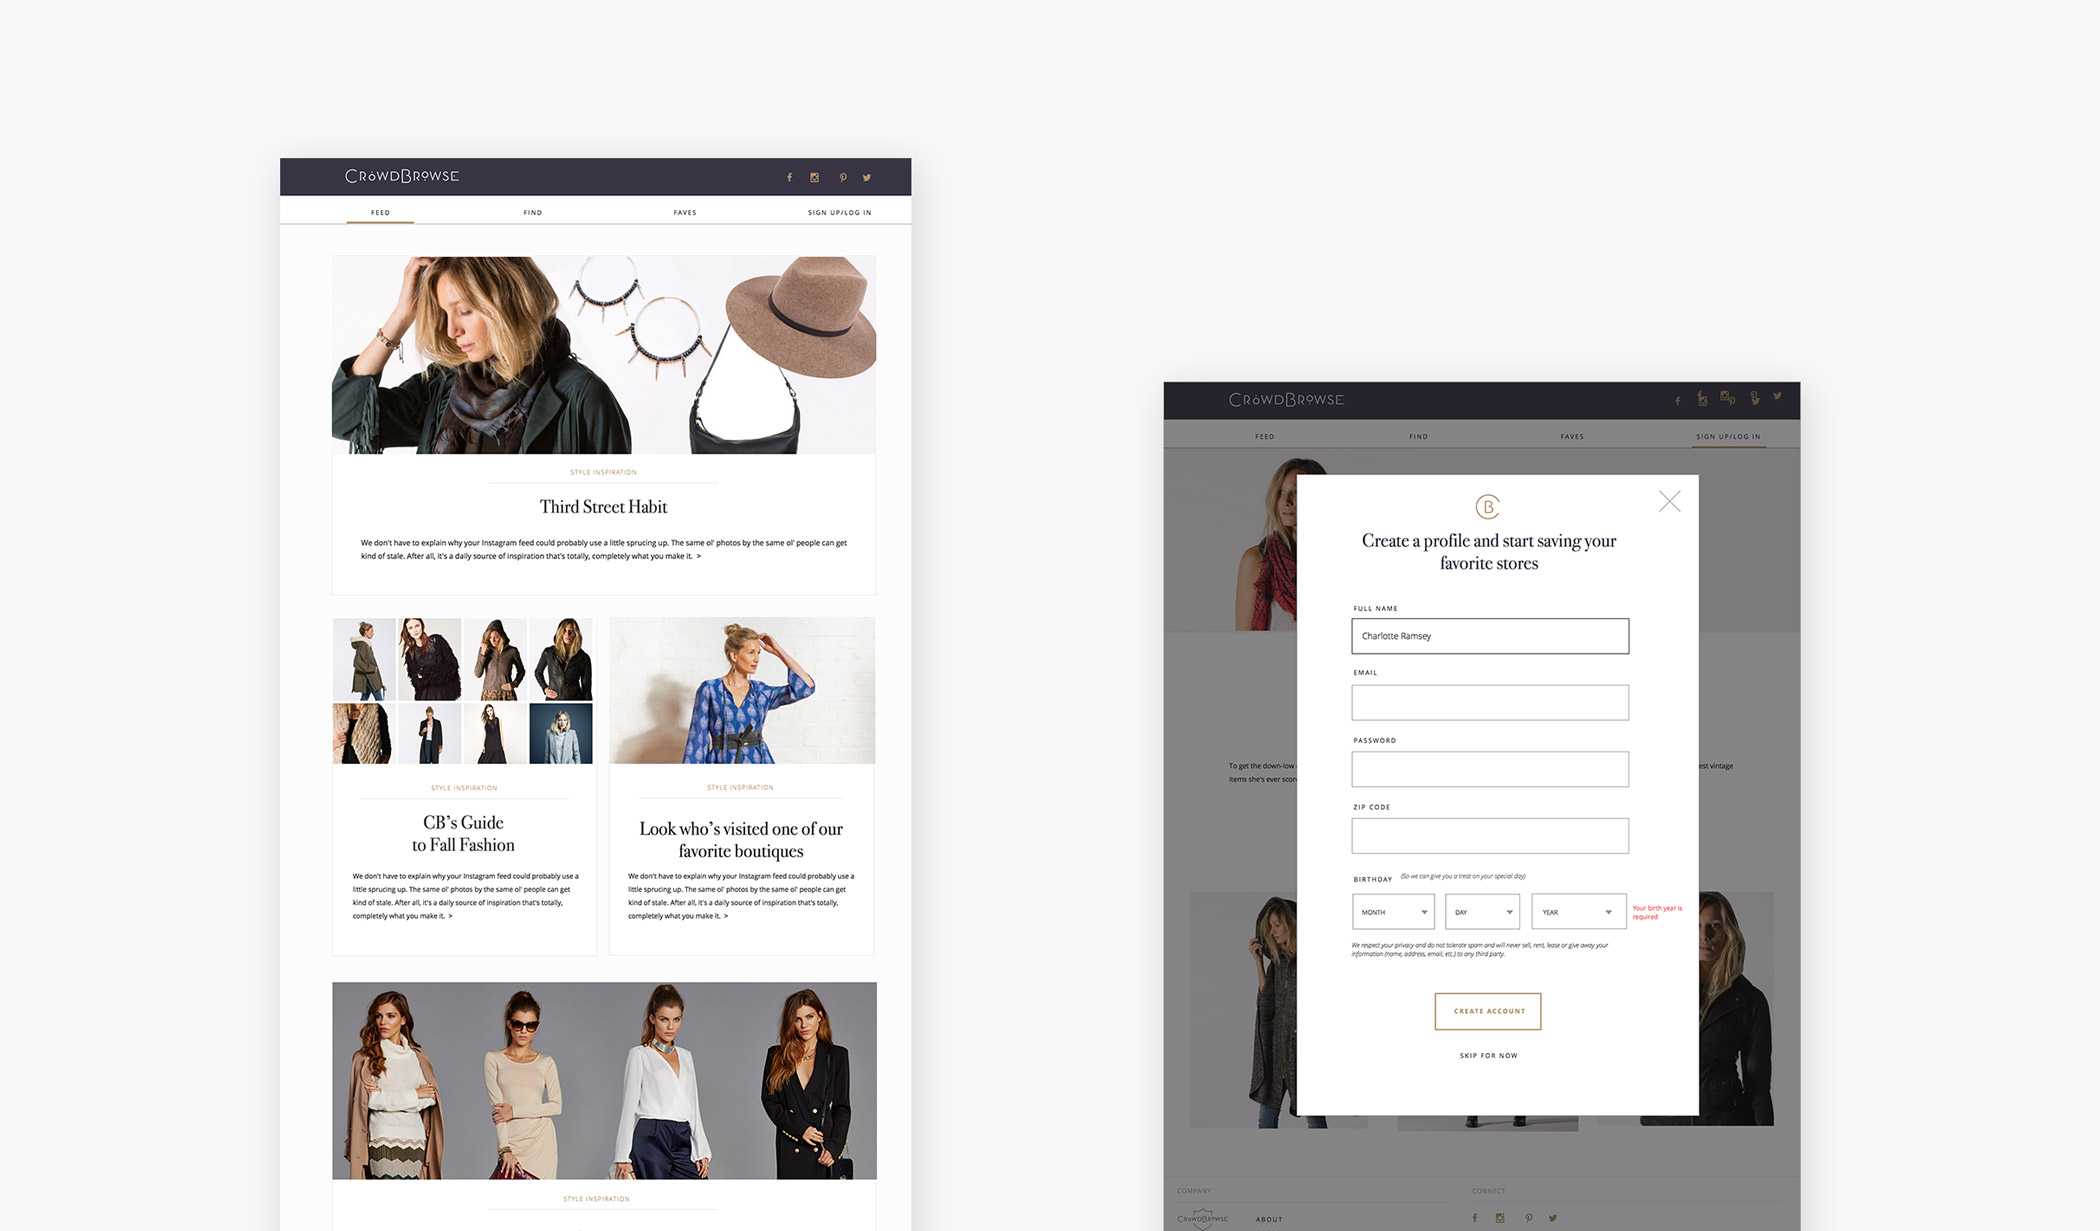 CROWDBROWSE
FEED
FIND
FAVES
SIGN UP/LOG IN
STYLE INSPIRATION
Third Street Habit
We don't have to explain why your Instagram feed could probably use a little sprucing up. The same ol' photos by the same ol' people can get
kind of stale. After all, it's a daily source of inspiration that's totally, completely what you make it. >
STYLE INSPIRATION
CB's Guide
to Fall Fashion
We don't have to explain why your Instagram feed could probably use a
little sprucing up. The same ol' photos by the same ol' people can get
kind of stale. After all, it's a daily source of inspiration that's totally,
completely what you make it. >
STYLE INSPIRATION
Look who's visited one of our
favorite boutiques
We don't have to explain why your Instagram feed could probably use a
little sprucing up. The same ol' photos by the same ol' people can get
kind of stale. After all, it's a daily source of inspiration that's totally,
completely what you make it. >
STYLE INSPIRATION
CROWDBROWSE
FEED
FIND
FAVES
SIGN UP/LOG IN
CB
Create a profile and start saving your
favorite stores
FULL NAME
Charlotte Ramsey
EMAIL
PASSWORD
ZIP CODE
BIRTHDAY (So we can give you a treat on your special day)
MONTH
DAY
YEAR
Your birth year is
required
We respect your privacy and do not tolerate spam and will never sell, rent, lease or give away your
information (name, address, email, etc.) to any third party.
CREATE ACCOUNT
SKIP FOR NOW
To get the down-low
vintage
items she's ever
COMPANY
CONNECT
CROWDBROWSE
ABOUT